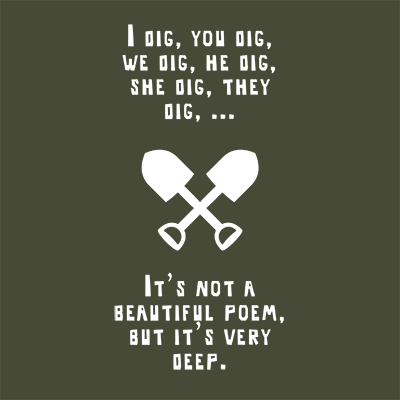 I dig, you dig,
we dig, he dig,
she dig, they
dig, ...
It's not a
beautiful poem,
but it's very
deep.